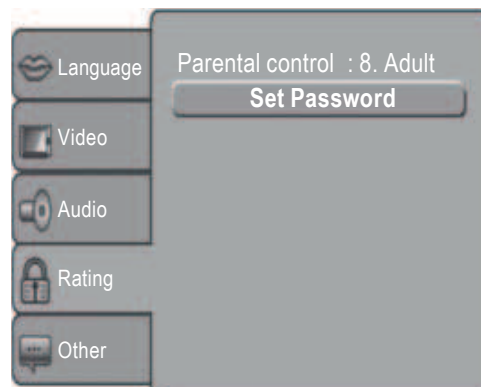 Language
Video
Audio
Rating
Other
Parental control : 8. Adult
Set Password